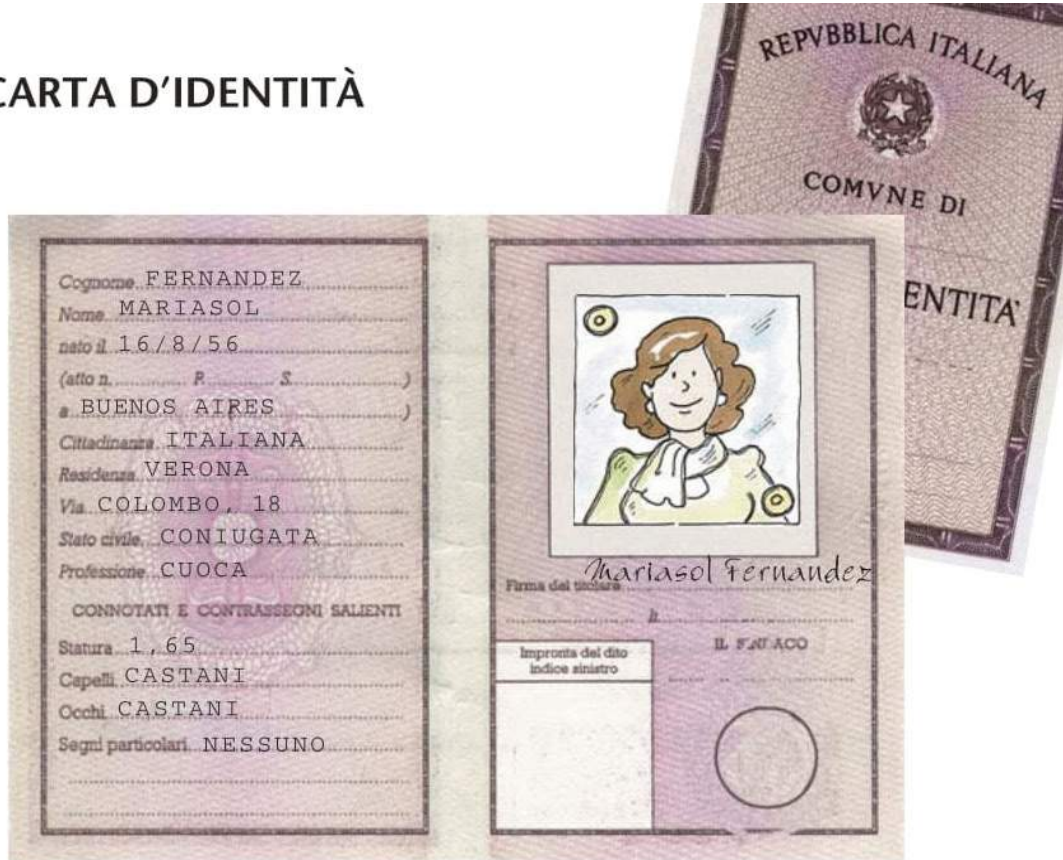 CARTA D'IDENTITÀ
REPVBBLICA ITALIANA
COMVNE DI
ENTITA'
Cognome FERNANDEZ
Nome MARIASOL
nato il 16/8/56
(atto n. P. S. )
a BUENOS AIRES )
Cittadinanza ITALIANA
Residenza VERONA
Via COLOMBO, 18
Stato civile CONIUGATA
Professione CUOCA
CONNOTATI E CONTRASSEGNI SALIENTI
Statura 1,65
Capelli CASTANI
Occhi CASTANI
Segni particolari NESSUNO
Mariasol Fernandez
Firma del titolare
li
IL SINDACO
Impronta del dito
indice sinistro